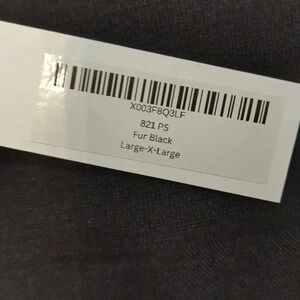 X003F8Q3LF
821 PS
Fur Black
Large-X-Large